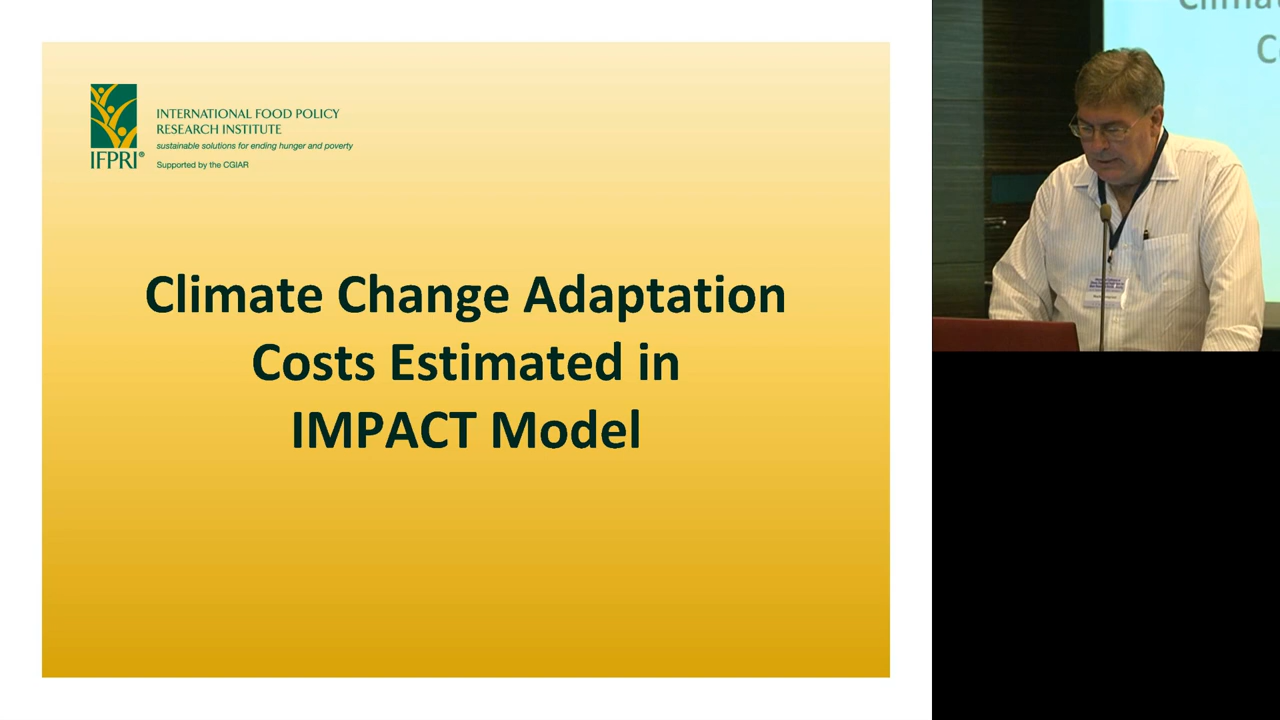 INTERNATIONAL FOOD POLICY
RESEARCH INSTITUTE
sustainable solutions for ending hunger and poverty
IFPRI®
Supported by the CGIAR
Climate Change Adaptation
Costs Estimated in
IMPACT Model